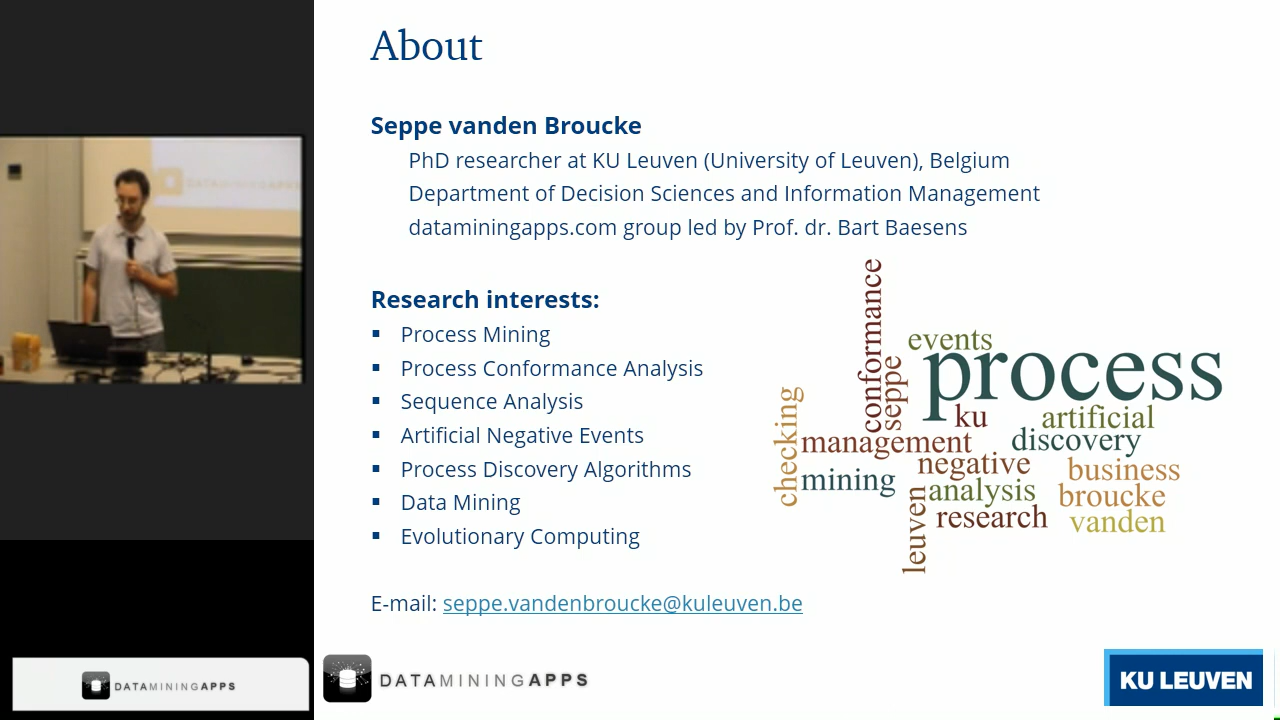 About
Seppe vanden Broucke
PhD researcher at KU Leuven (University of Leuven), Belgium
Department of Decision Sciences and Information Management
dataminingapps.com group led by Prof. dr. Bart Baesens
Research interests:
▪ Process Mining
▪ Process Conformance Analysis
▪ Sequence Analysis
▪ Artificial Negative Events
▪ Process Discovery Algorithms
▪ Data Mining
▪ Evolutionary Computing
conformance
events
process
seppe
checking
ku
artificial
management
discovery
negative
business
mining
analysis
broucke
leuven
research
vanden
E-mail: seppe.vandenbroucke@kuleuven.be
DATAMININGAPPS
DATAMININGAPPS
DATAMININGAPPS
KU LEUVEN